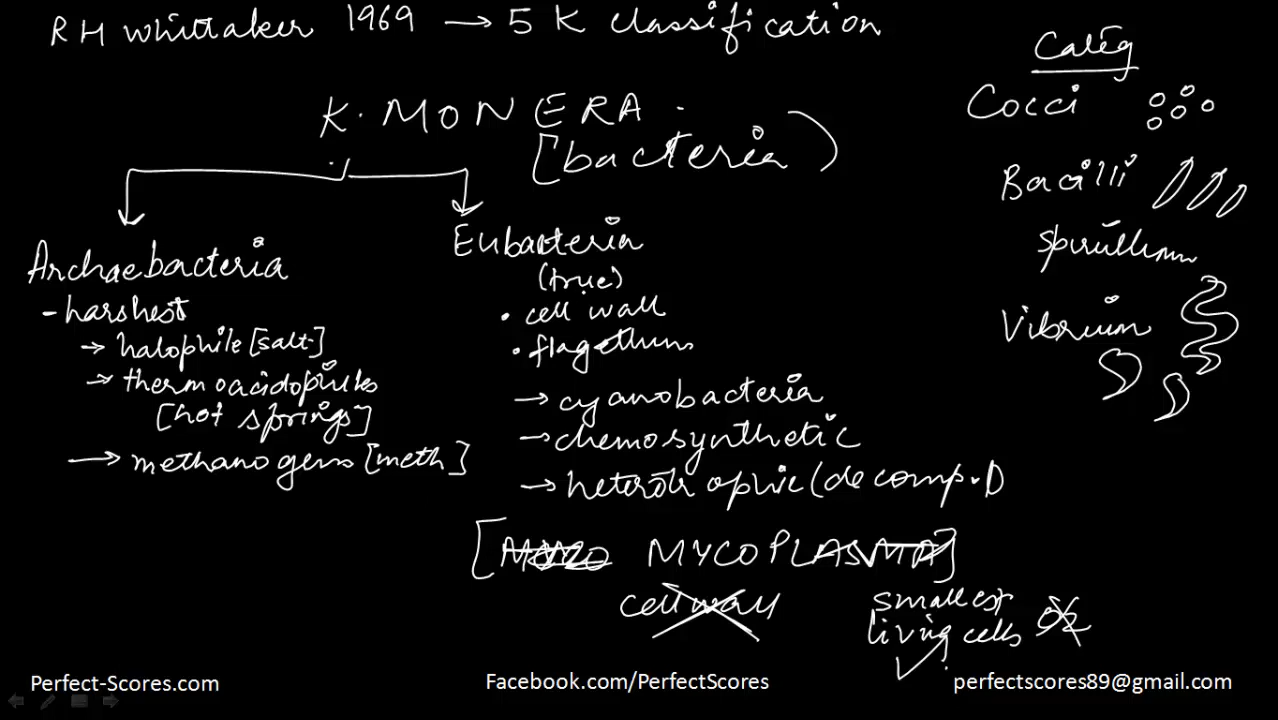 RH Whittaker 1969 → 5 K classification
K. MONERA.
[bacteria)
Archaebacteria
- harshest
→ halophile [salt]
→ thermoacidophiles
[hot springs]
→ methanogens [meth]
Eubacteria
(true)
• cell wall
• flagellum
→ cyanobacteria
→ chemosynthetic
→ heterotrophic (decomp.)
[ MYCOPLASMA]
cell wall
smallest
living cells O2
Categ
Cocci
Bacilli
Spirillum
Vibrium
Perfect-Scores.com
Facebook.com/PerfectScores
perfectscores89@gmail.com